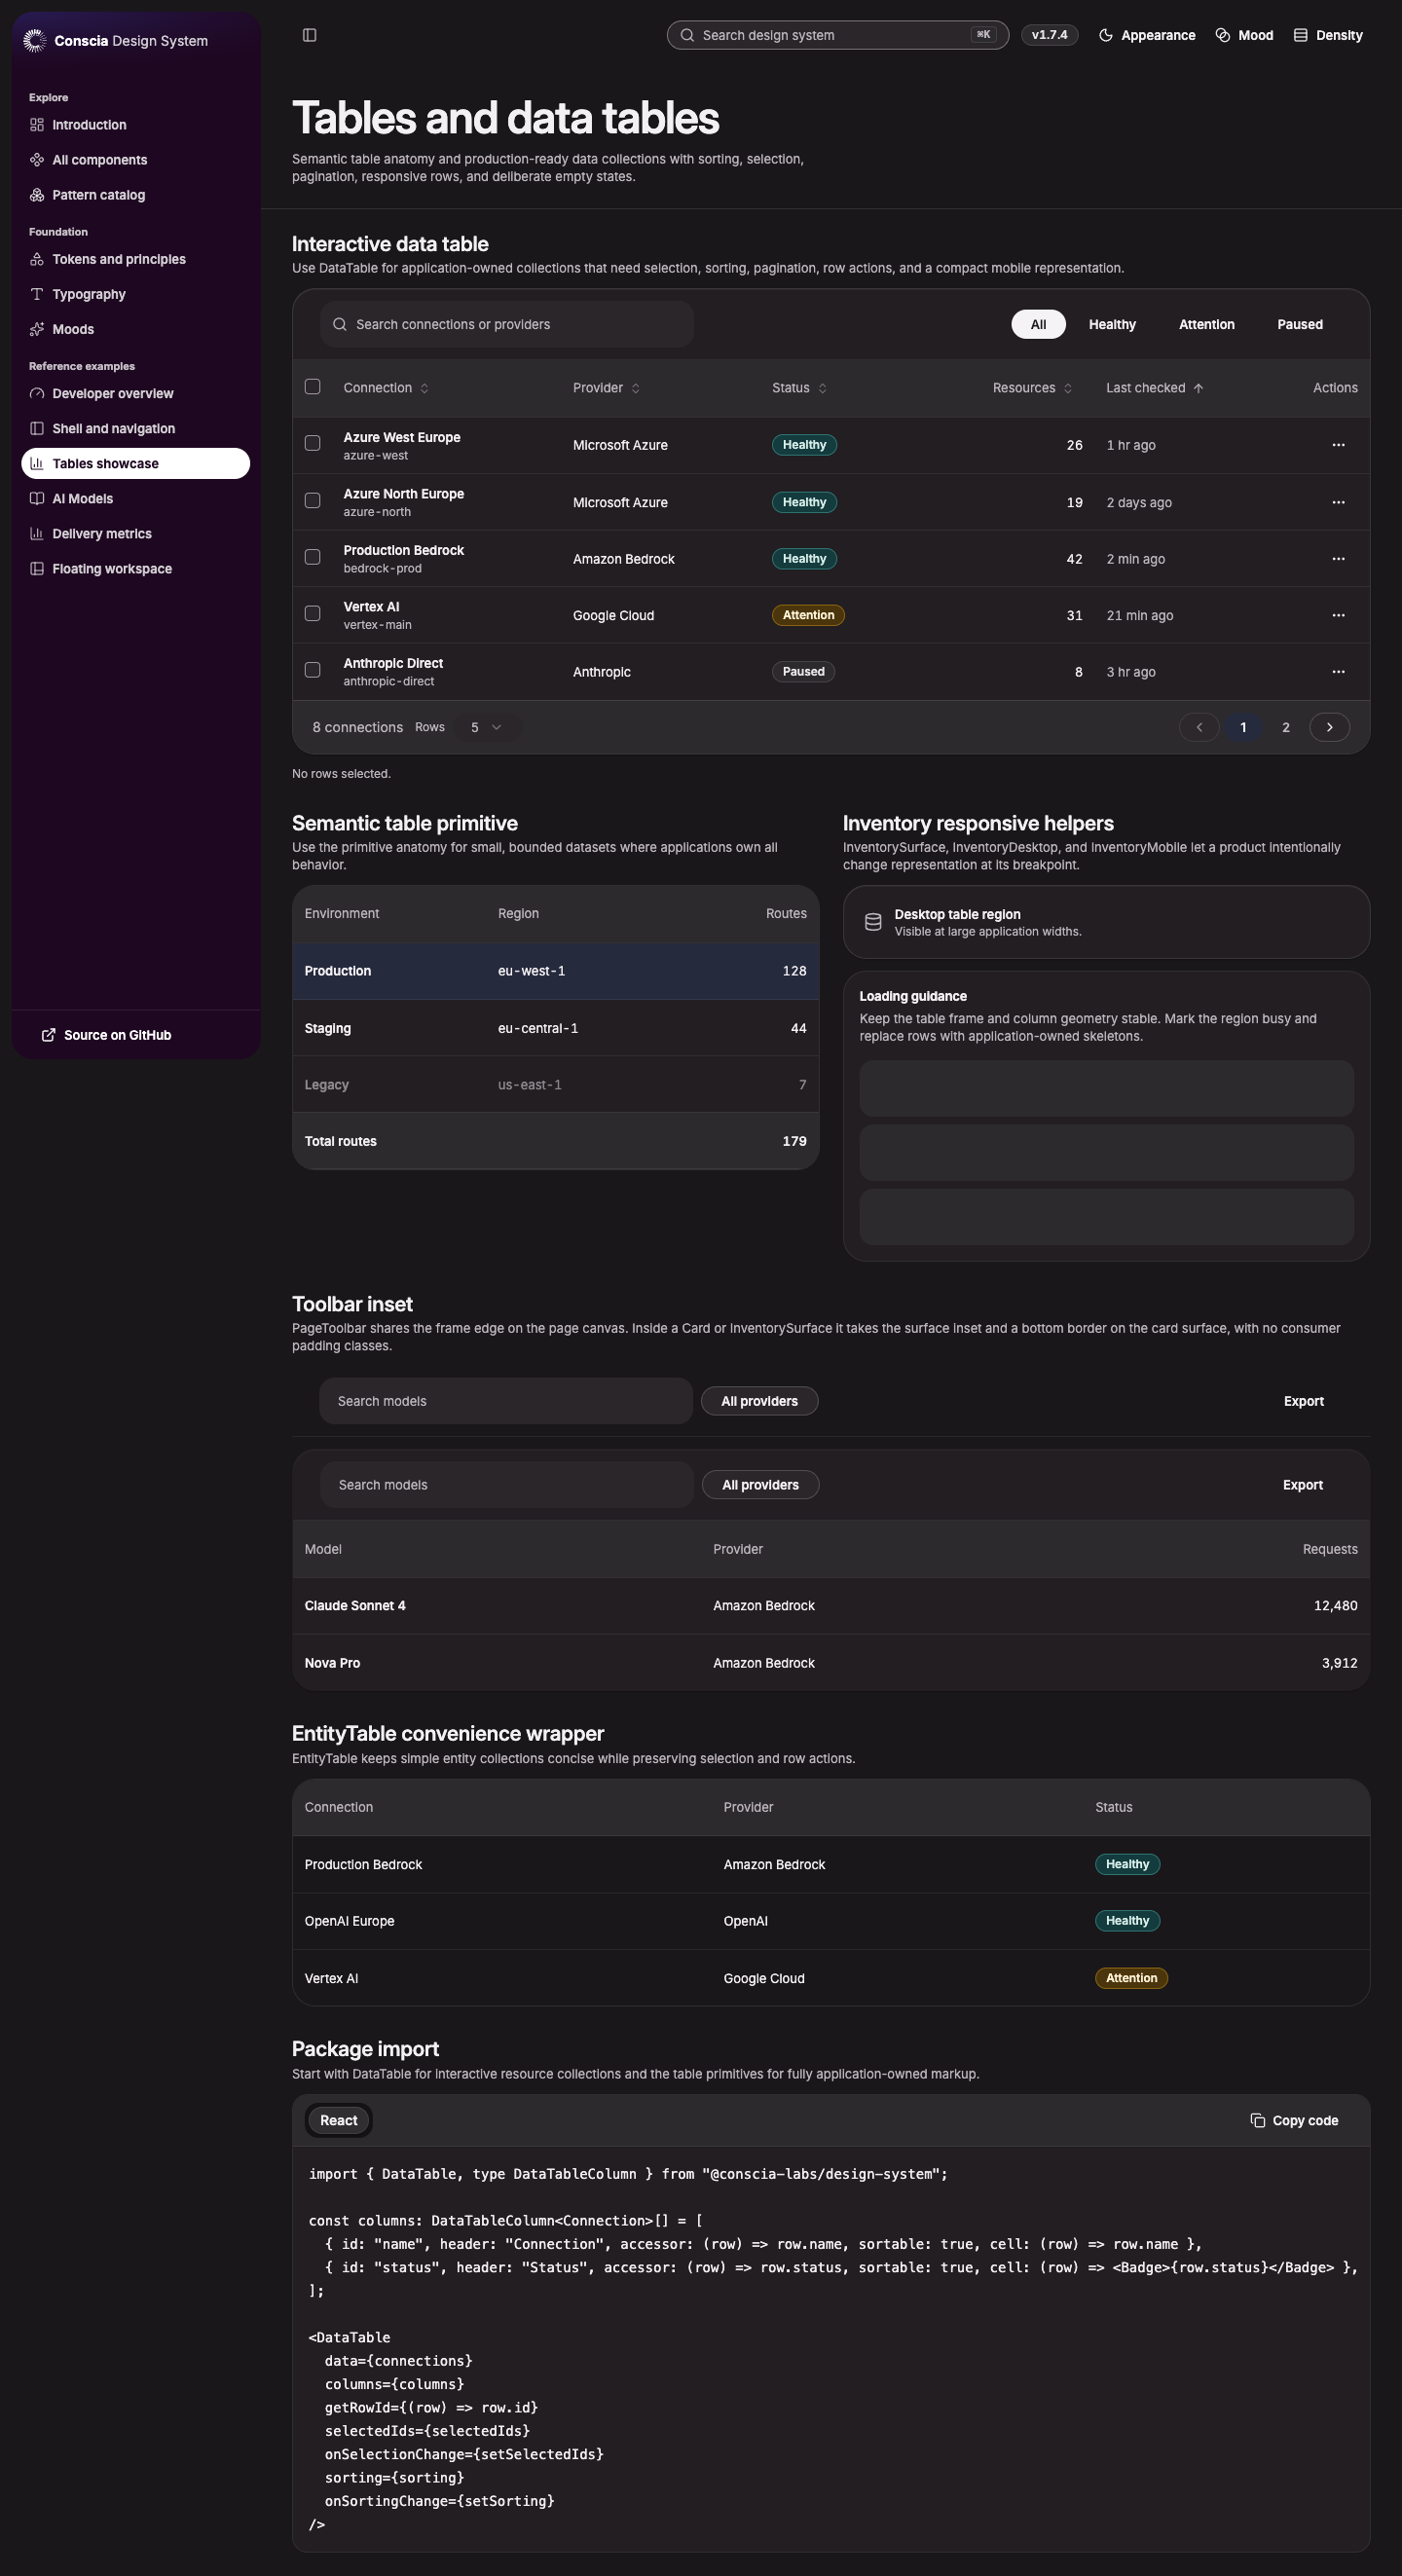 Conscia Design System
Search design system
⌘K
v1.7.4
Appearance
Mood
Density
Explore
Introduction
All components
Pattern catalog
Foundation
Tokens and principles
Typography
Moods
Reference examples
Developer overview
Shell and navigation
Tables showcase
AI Models
Delivery metrics
Floating workspace
Source on GitHub
Tables and data tables
Semantic table anatomy and production-ready data collections with sorting, selection,
pagination, responsive rows, and deliberate empty states.
Interactive data table
Use DataTable for application-owned collections that need selection, sorting, pagination, row actions, and a compact mobile representation.
Search connections or providers
All Healthy Attention Paused
Connection Provider Status Resources Last checked Actions
Azure West Europe
azure-west
Microsoft Azure Healthy 26 1 hr ago
Azure North Europe
azure-north
Microsoft Azure Healthy 19 2 days ago
Production Bedrock
bedrock-prod
Amazon Bedrock Healthy 42 2 min ago
Vertex AI
vertex-main
Google Cloud Attention 31 21 min ago
Anthropic Direct
anthropic-direct
Anthropic Paused 8 3 hr ago
8 connections Rows 5 1 2
No rows selected.
Semantic table primitive
Use the primitive anatomy for small, bounded datasets where applications own all
behavior.
Environment Region Routes
Production eu-west-1 128
Staging eu-central-1 44
Legacy us-east-1 7
Total routes 179
Inventory responsive helpers
InventorySurface, InventoryDesktop, and InventoryMobile let a product intentionally
change representation at its breakpoint.
Desktop table region
Visible at large application widths.
Loading guidance
Keep the table frame and column geometry stable. Mark the region busy and
replace rows with application-owned skeletons.
Toolbar inset
PageToolbar shares the frame edge on the page canvas. Inside a Card or InventorySurface it takes the surface inset and a bottom border on the card surface, with no consumer
padding classes.
Search models All providers Export
Search models All providers Export
Model Provider Requests
Claude Sonnet 4 Amazon Bedrock 12,480
Nova Pro Amazon Bedrock 3,912
EntityTable convenience wrapper
EntityTable keeps simple entity collections concise while preserving selection and row actions.
Connection Provider Status
Production Bedrock Amazon Bedrock Healthy
OpenAI Europe OpenAI Healthy
Vertex AI Google Cloud Attention
Package import
Start with DataTable for interactive resource collections and the table primitives for fully application-owned markup.
React Copy code
import { DataTable, type DataTableColumn } from "@conscia-labs/design-system";
const columns: DataTableColumn<Connection>[] = [
  { id: "name", header: "Connection", accessor: (row) => row.name, sortable: true, cell: (row) => row.name },
  { id: "status", header: "Status", accessor: (row) => row.status, sortable: true, cell: (row) => <Badge>{row.status}</Badge> },
];
<DataTable
  data={connections}
  columns={columns}
  getRowId={(row) => row.id}
  selectedIds={selectedIds}
  onSelectionChange={setSelectedIds}
  sorting={sorting}
  onSortingChange={setSorting}
/>